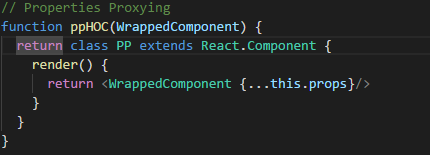 // Properties Proxying
function ppHOC(WrappedComponent) {
  return class PP extends React.Component {
    render() {
      return <WrappedComponent {...this.props}/>
    }
  }
}